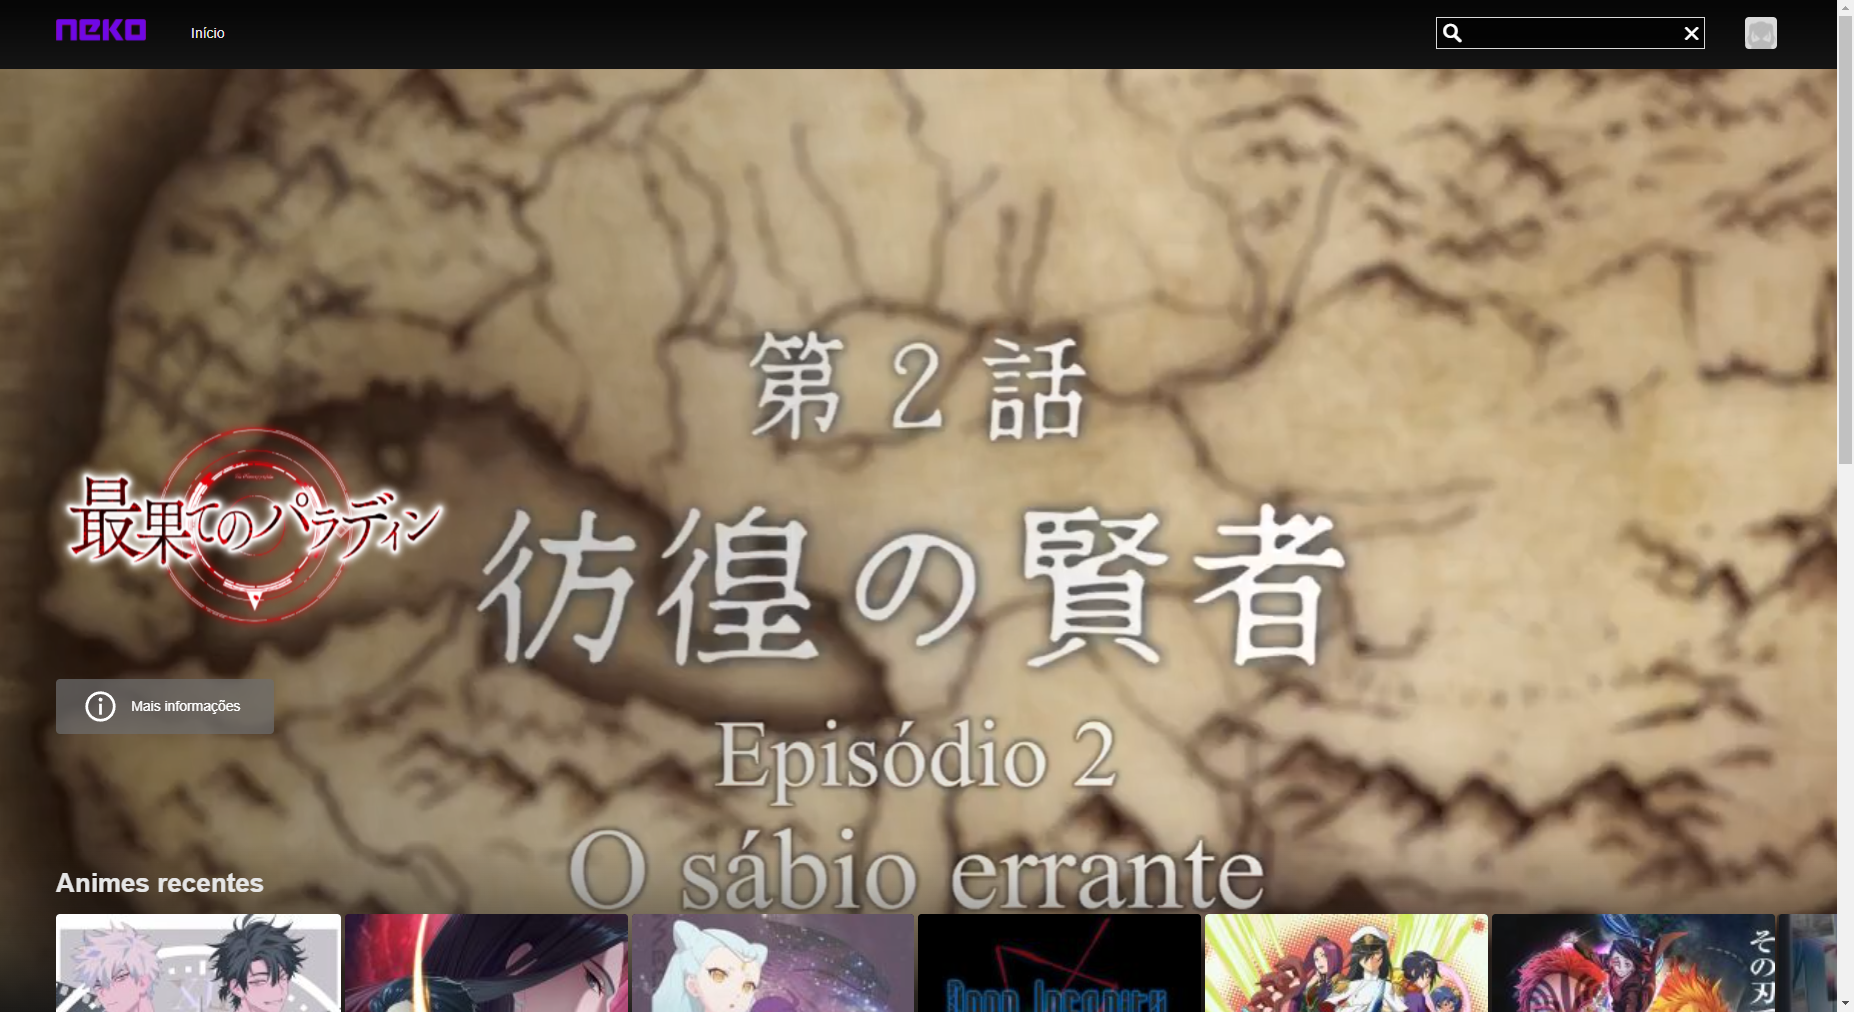 neko
Início
第2話
彷徨の賢者
最果てのパラディン
Mais informações
Episódio 2
O sábio errante
Animes recentes
その刃